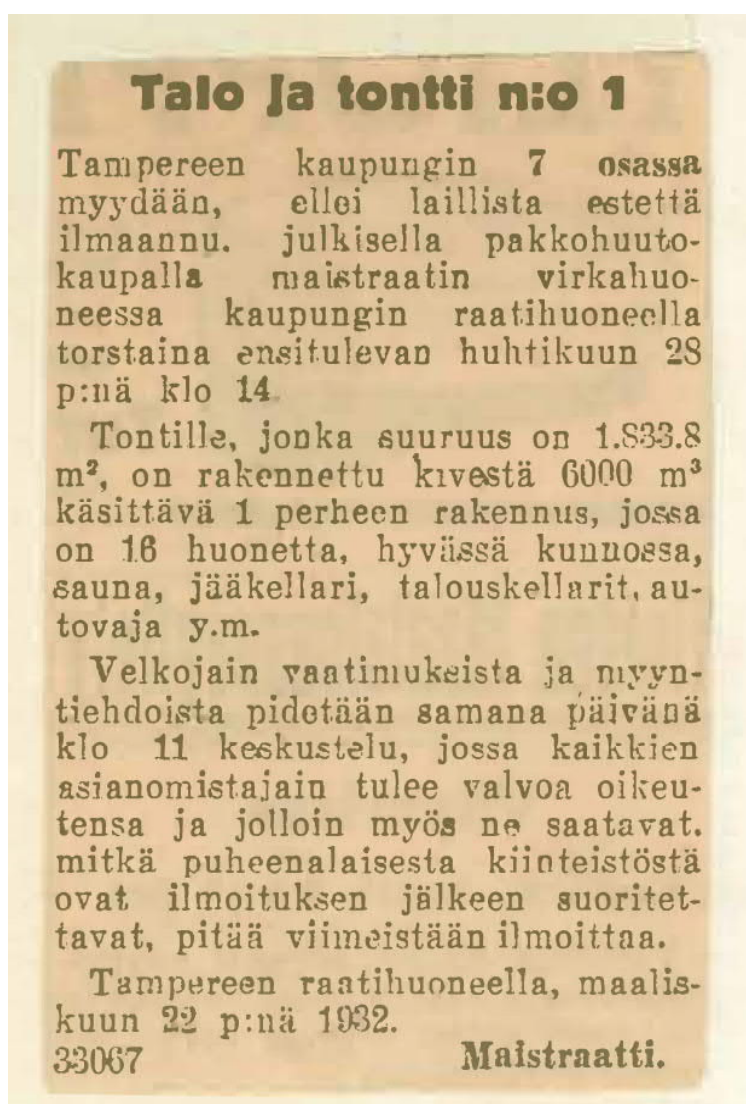 Talo ja tontti n:o 1
Tampereen kaupungin 7 osassa
myydään, ellei laillista estettä
ilmaannu. julkisella pakkohuuto-
kaupalla maistraatin virkahuo-
neessa kaupungin raatihuoneella
torstaina ensitulevan huhtikuun 28
p:nä klo 14.
Tontille, jonka suuruus on 1.833.8
m², on rakennettu kivestä 6000 m³
käsittävä 1 perheen rakennus, jossa
on 16 huonetta, hyvässä kunnossa,
sauna, jääkellari, talouskellarit, au-
tovaja y.m.
Velkojain vaatimuksista ja myyn-
tiehdoista pidetään samana päivänä
klo 11 keskustelu, jossa kaikkien
asianomistajain tulee valvoa oikeu-
tensa ja jolloin myös ne saatavat.
mitkä puheenalaisesta kiinteistöstä
ovat ilmoituksen jälkeen suoritet-
tavat, pitää viimeistään ilmoittaa.
Tampereen raatihuoneella, maalis-
kuun 22 p:nä 1932.
33067 Maistraatti.